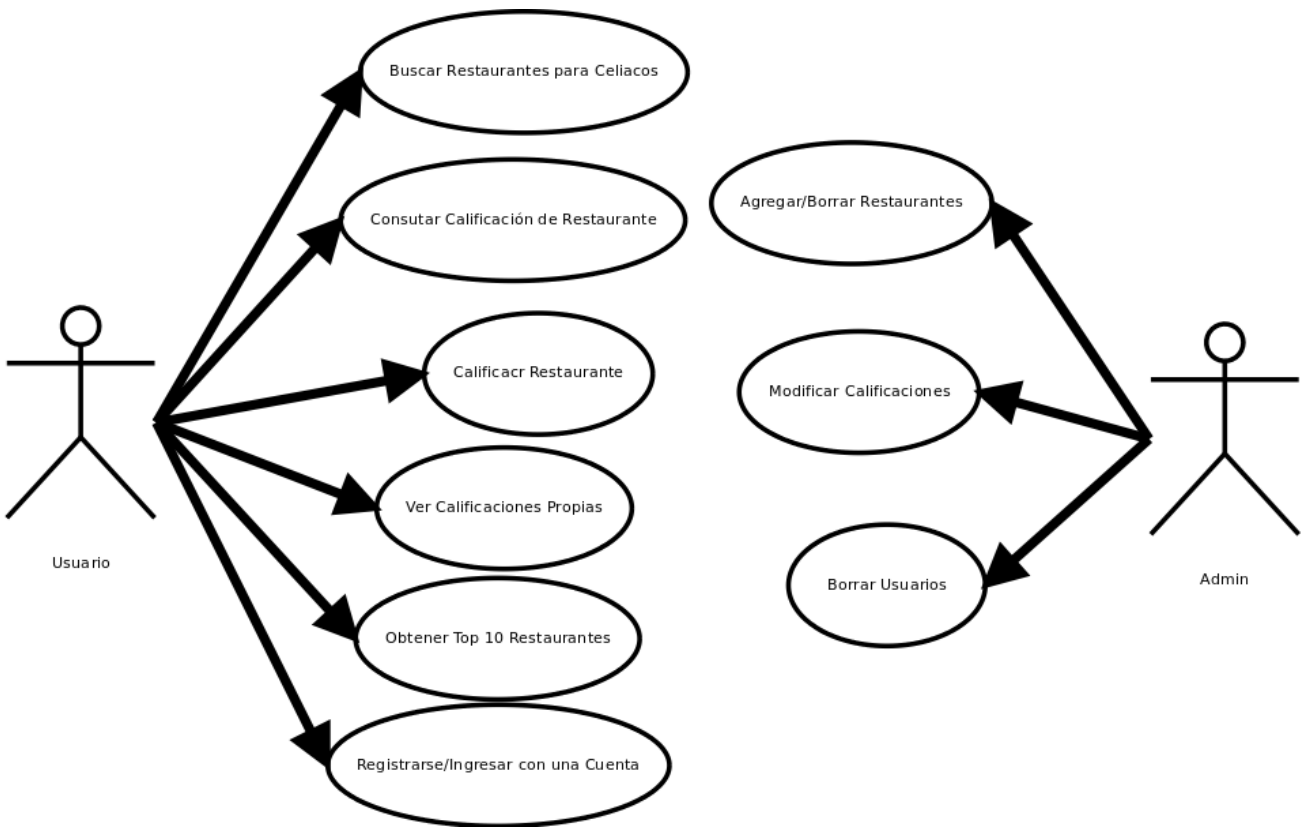 Buscar Restaurantes para Celiacos
Consutar Calificación de Restaurante
Agregar/Borrar Restaurantes
Calificacr Restaurante
Modificar Calificaciones
Ver Calificaciones Propias
Usuario
Borrar Usuarios
Admin
Obtener Top 10 Restaurantes
Registrarse/Ingresar con una Cuenta